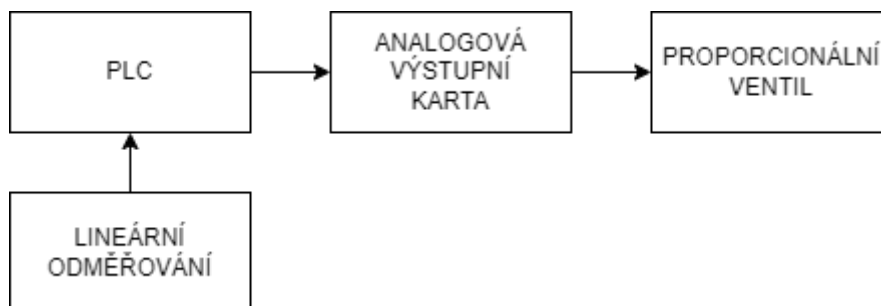 PLC
ANALOGOVÁ
VÝSTUPNÍ
KARTA
PROPORCIONÁLNÍ
VENTIL
LINEÁRNÍ
ODMĚŘOVÁNÍ